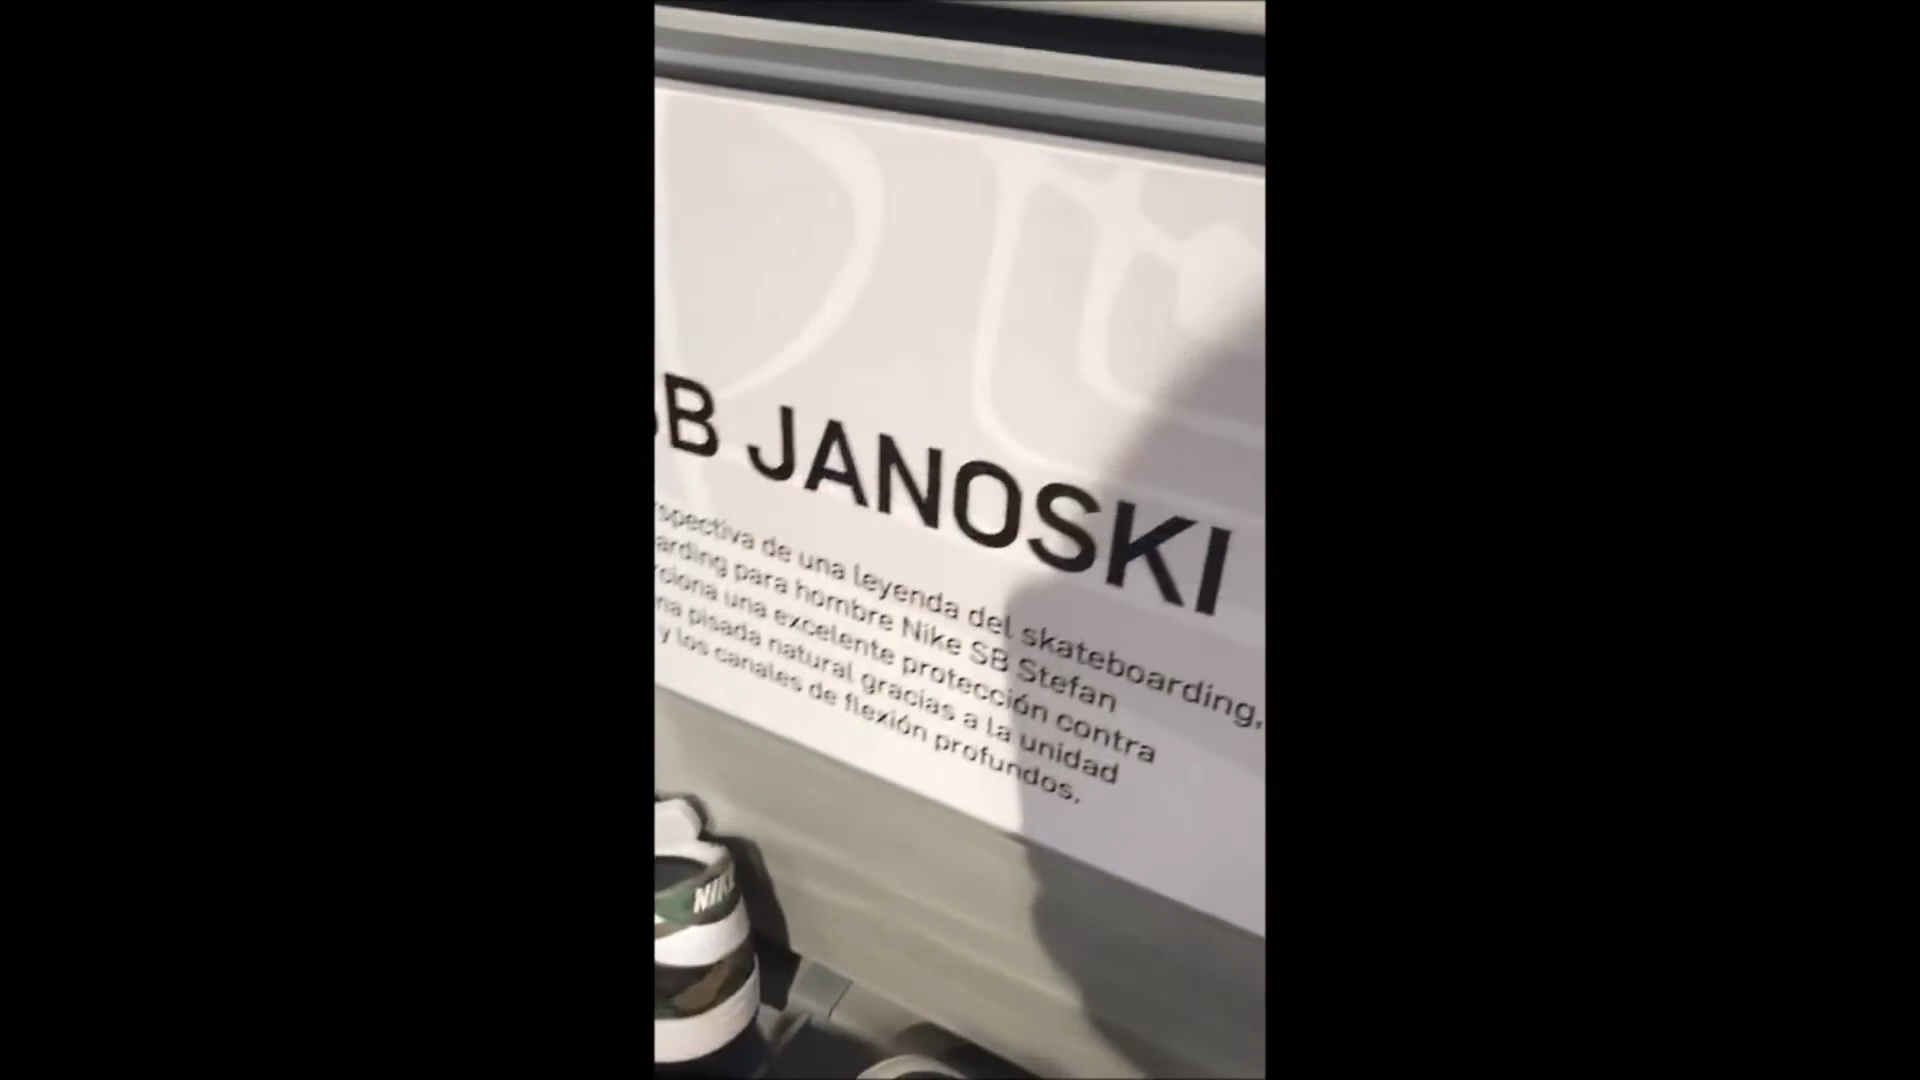 SB JANOSKI
spectiva de una leyenda del skateboarding,
arding para hombre Nike SB Stefan
rciona una excelente protección contra
na pisada natural gracias a la unidad
y los canales de flexión profundos.
NIKE